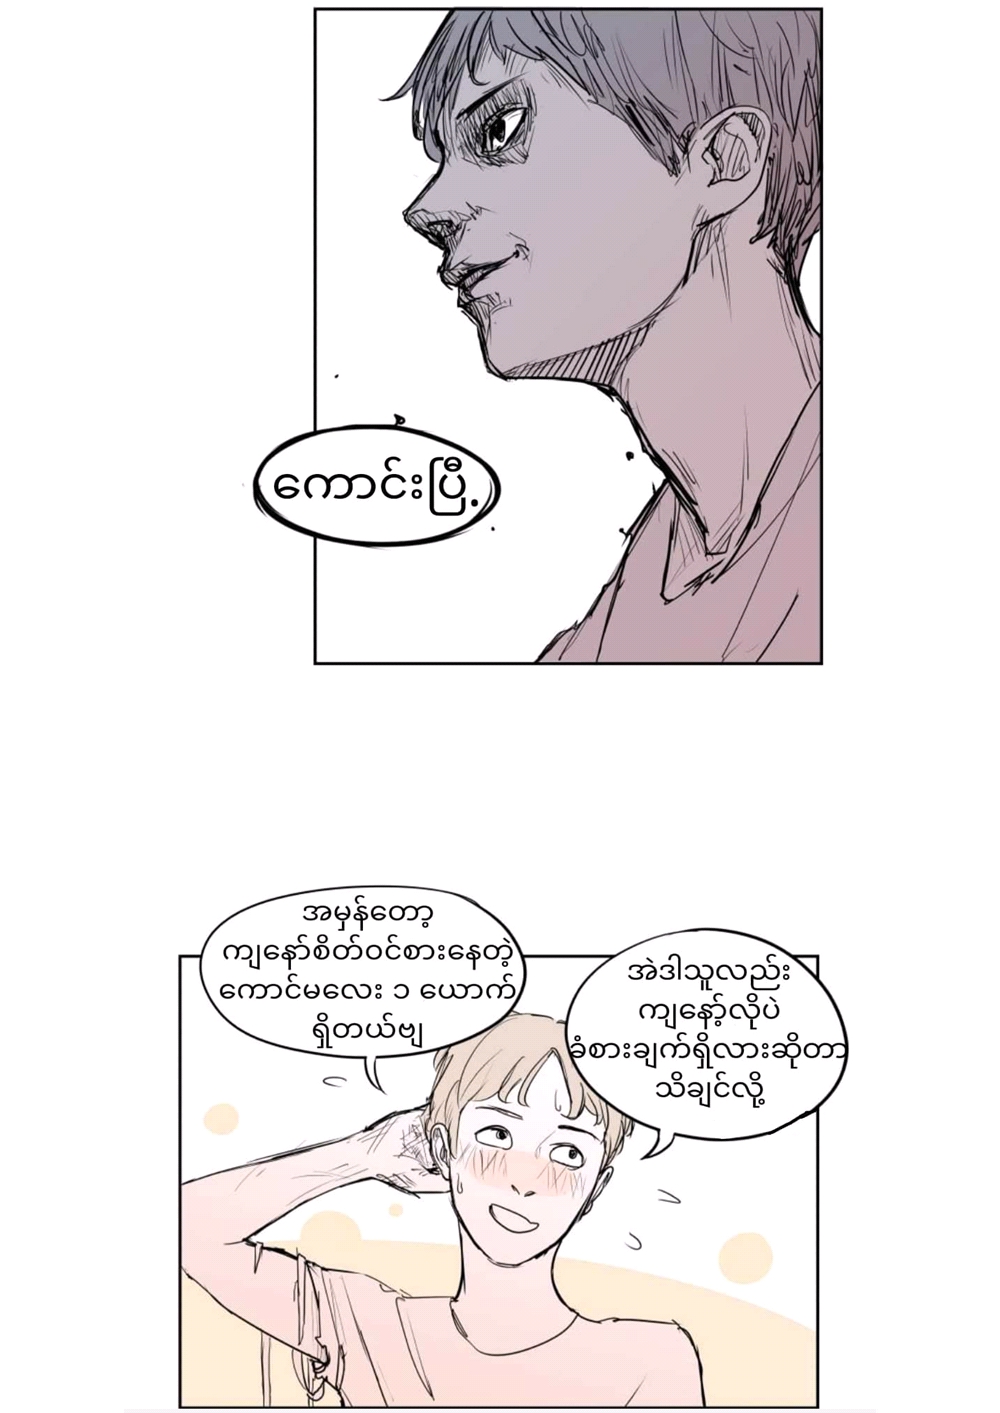 ကောင်းပြီ.
အမှန်တော့
ကျနော်စိတ်ဝင်စားနေတဲ့
ကောင်မလေး ၁ ယောက်
ရှိတယ်ဗျ
အဲဒါသူလည်း
ကျနော့်လိုပဲ
ခံစားချက်ရှိလားဆိုတာ
သိချင်လို့